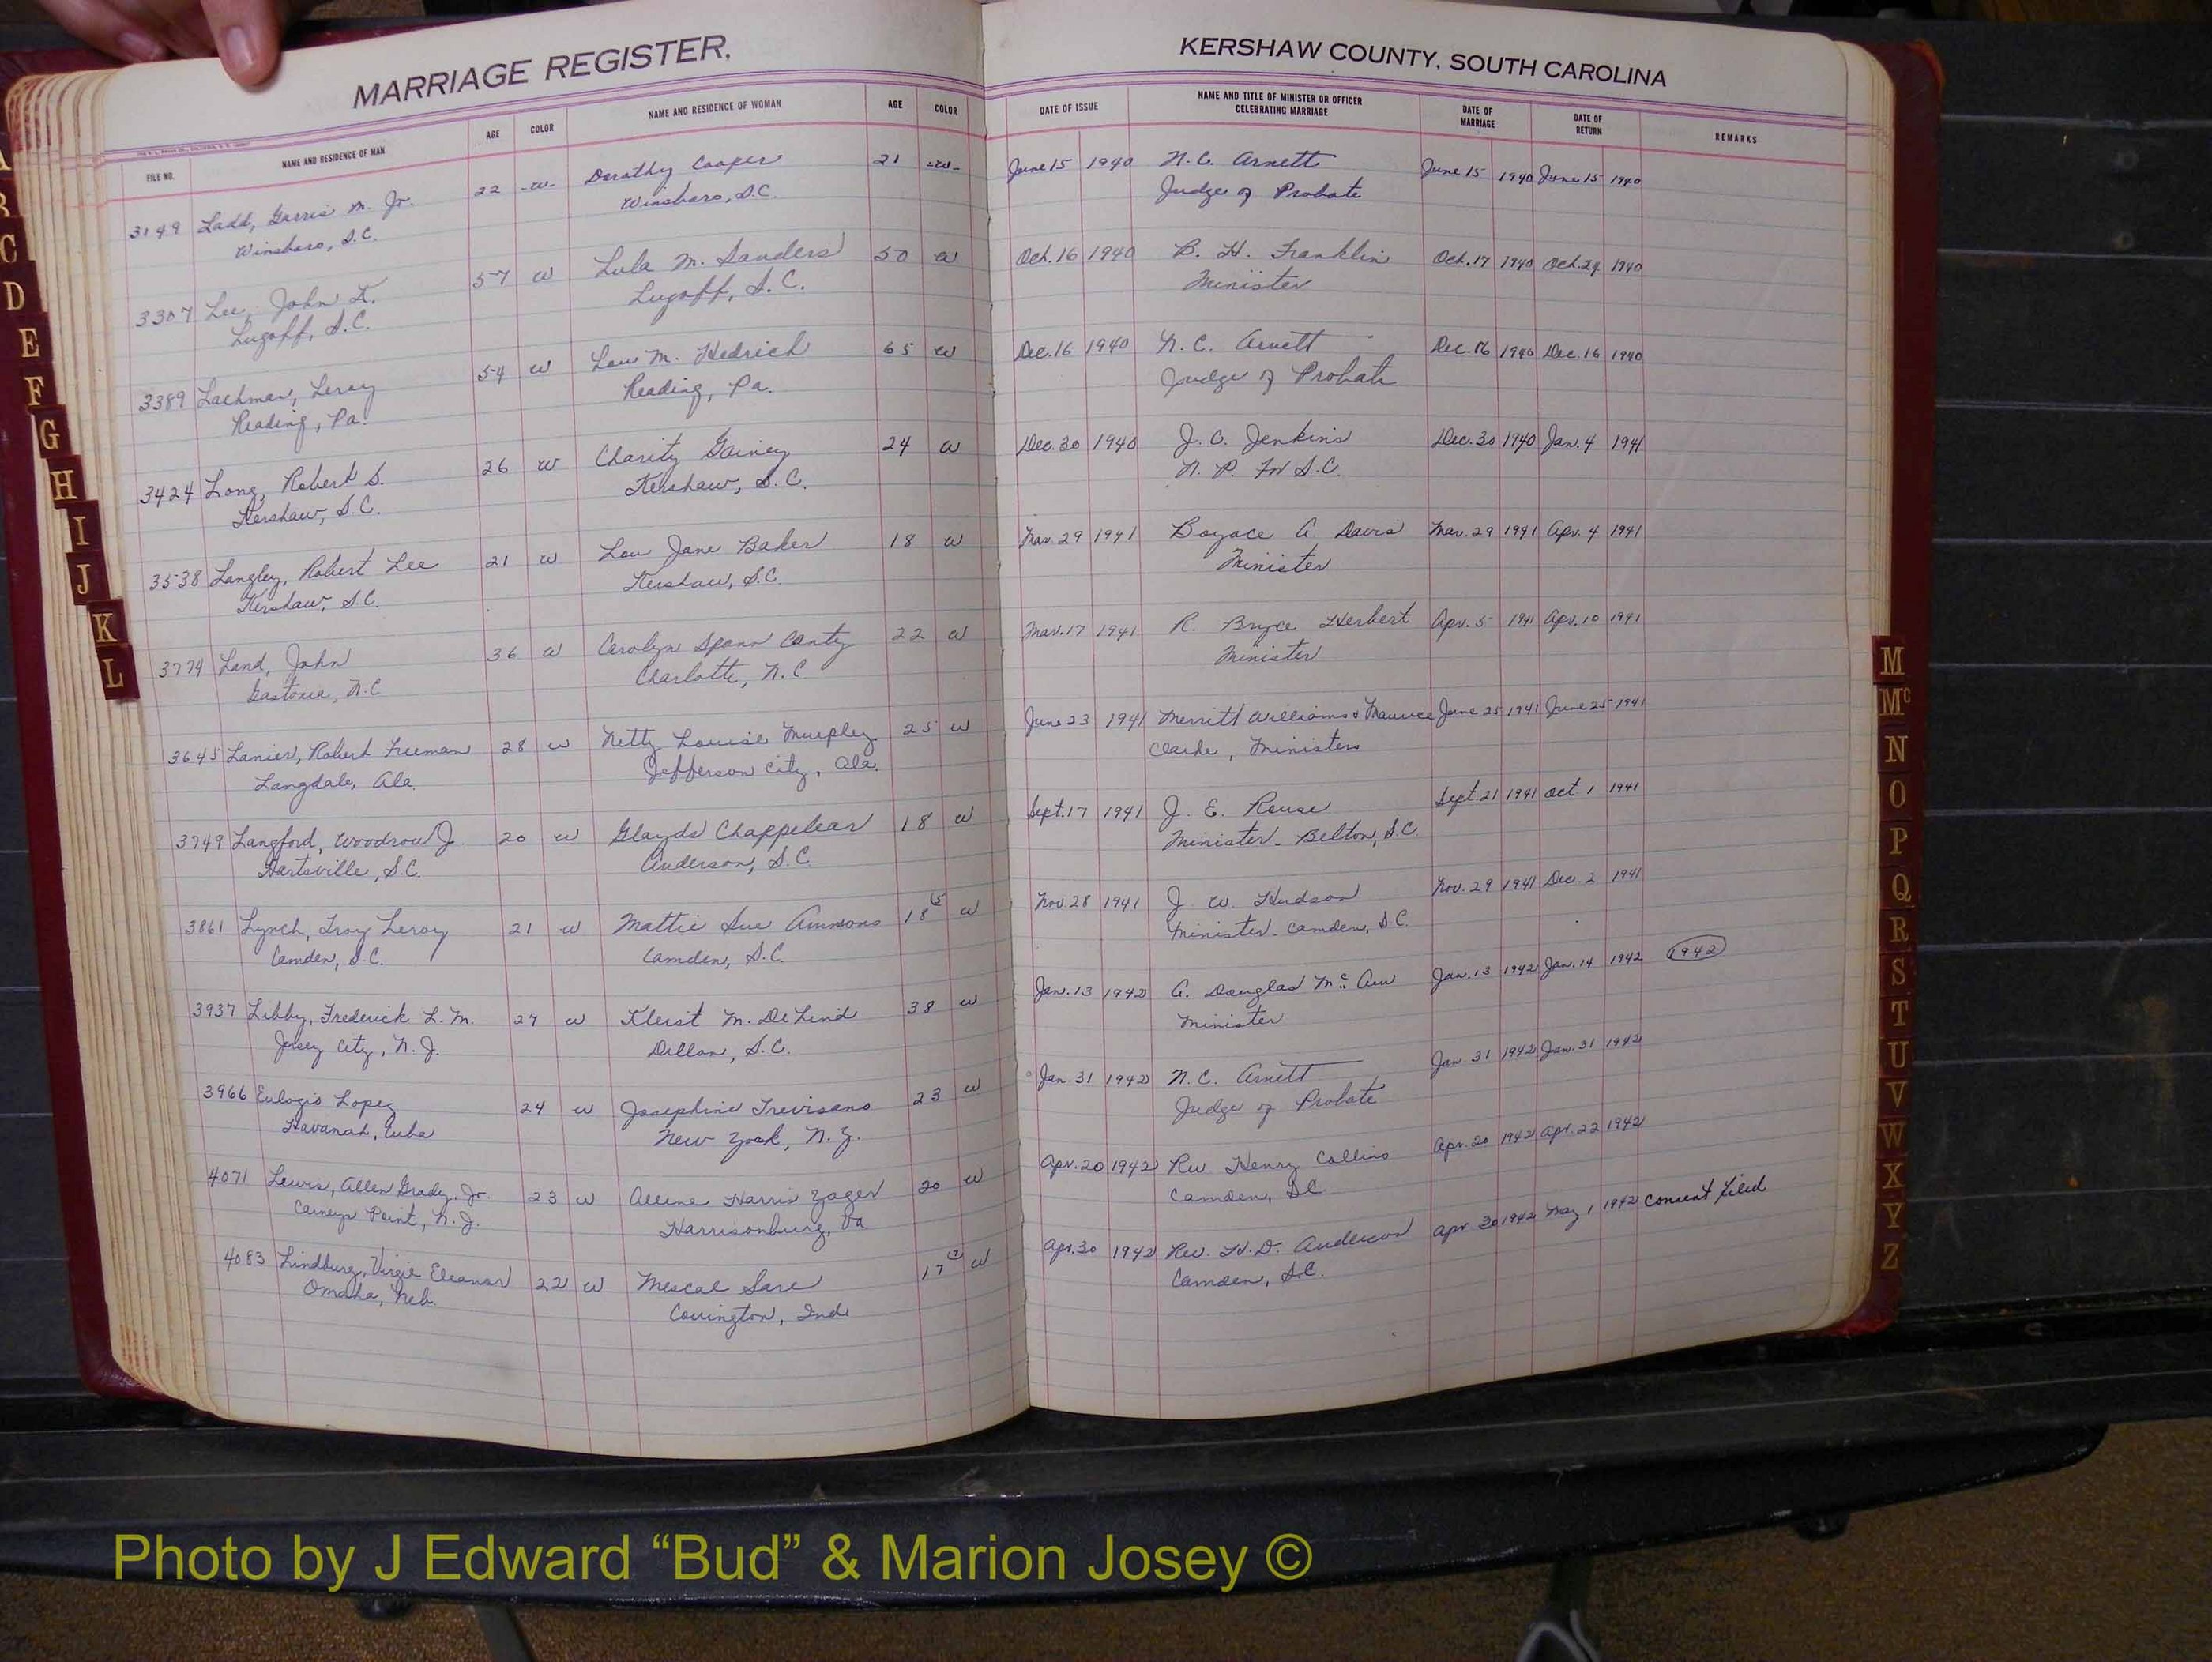 MARRIAGE REGISTER,
FILE NO. NAME AND RESIDENCE OF MAN AGE COLOR NAME AND RESIDENCE OF WOMAN AGE COLOR
3149 Ladd, Garris M. Jr. 22 -w- Dorothy Cooper 21 -w-
Winsboro, S.C. Winsboro, S.C.
3307 Lee, John 57 w Lula M. Sanders 50 w
Lugoff, S.C. Lugoff, S.C.
3389 Lachman, Leroy 54 w Lou M. Hedrich 65 w
Reading, Pa. Reading, Pa.
3424 Long, Robert S. 26 w Charity Gainey 24 w
Kershaw, S.C. Kershaw, S.C.
3538 Langley, Robert Lee 21 w Lou Jane Baker 18 w
Kershaw, S.C. Kershaw, S.C.
3774 Land, John 36 w Carolyn Spann Canty 22 w
Gastonia, N.C Charlotte, N.C
3645 Lanier, Robert Freeman 28 w Netty Louise Murphey 25 w
Langdale, Ala. Jefferson City, Ala.
3749 Langford, Woodrow J. 20 w Glayds Chappelear 18 w
Hartsville, S.C. Anderson, S.C.
3861 Lynch, Troy Leroy 21 w Mattie Sue Ammons 18 w
Camden, S.C. Camden, S.C.
3937 Libby, Frederick L. M. 27 w Kleist M. DeLind 38 w
Jersey City, N.J. Dillon, S.C.
3966 Eulogio Lopez 24 w Josephine Trevisano 23 w
Havanah, Cuba New York, N.Y.
4071 Lewis, Allen Grady, Jr. 23 w Allene Harris Yager 20 w
Carneys Point, N.J. Harrisonburg, Va
4083 Lindburg, Virgie Eleanor 22 w Mescal Sare 17 w
Omaha, Neb. Covington, Ind
KERSHAW COUNTY, SOUTH CAROLINA
DATE OF ISSUE NAME AND TITLE OF MINISTER OR OFFICER CELEBRATING MARRIAGE DATE OF MARRIAGE DATE OF RETURN REMARKS
June 15 1940 N.C. Arnett June 15 1940 June 15 1940
Judge of Probate
Oct. 16 1940 B. H. Franklin Oct. 17 1940 Oct. 24 1940
Minister
Dec. 16 1940 N. C. Arnett Dec. 16 1940 Dec. 16 1940
Judge of Probate
Dec. 30 1940 J. C. Jenkins Dec. 30 1940 Jan. 4 1941
N. P. for S.C.
Mar. 29 1941 Boyace A. Davis Mar. 29 1941 Apr. 4 1941
Minister
Mar. 17 1941 R. Bryce Herbert Apr. 5 1941 Apr. 10 1941
Minister
June 23 1941 Merritt Williams & Maurice June 25 1941 June 25 1941
Clarke, Ministers
Sept. 17 1941 J. E. Rouse Sept. 21 1941 Oct 1 1941
Minister - Belton, S.C.
Nov. 28 1941 J. W. Hudson Nov. 29 1941 Dec. 2 1941
Minister - Camden, S.C.
Jan. 13 1942 A. Douglas Jan. 13 1942 Jan. 14 1942 1942
Minister
Jan. 31 1942 N.C. Arnett Jan. 31 1942 Jan. 31 1942
Judge of Probate
Apr. 20 1942 Rev Henry Collins Apr. 20 1942 Apr. 22 1942
Camden, S.C.
Apr. 30 1942 Rev. H. D. Anderson Apr 30 1942 May 1 1942 Consent filed
Camden, S.C.
C
D
E
F
G
H
I
J
K
L
M
Mc
N
O
P
Q
R
S
T
U
V
W
X
Y
Z
Photo by J Edward “Bud” & Marion Josey ©